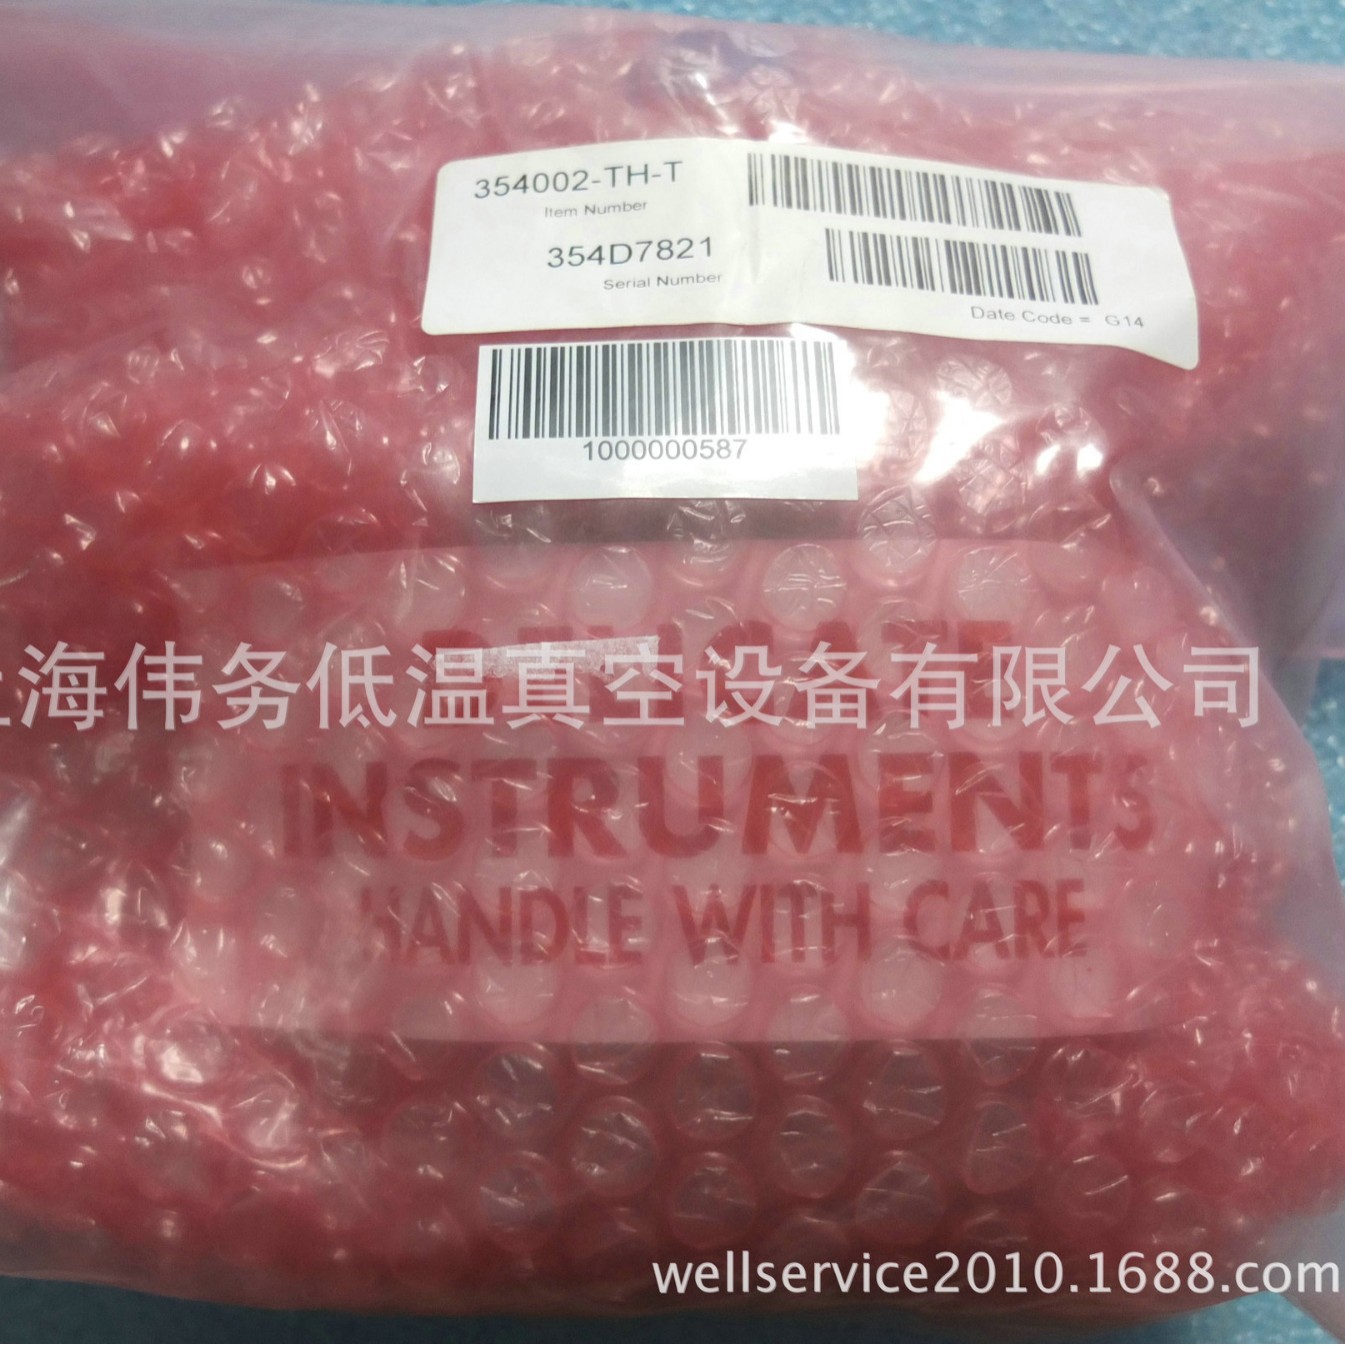 354002-TH-T
Item Number
354D7821
Serial Number
Date Code = G14
1000000587
上海伟务低温真空设备有限公司
DELICATE
INSTRUMENTS
HANDLE WITH CARE
wellservice2010.1688.com